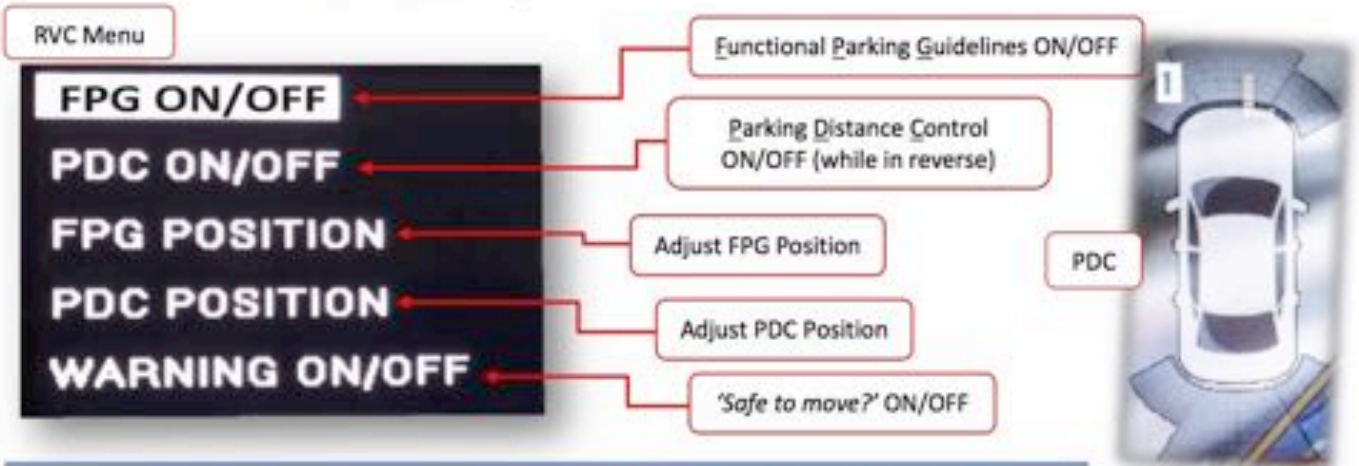 RVC Menu
FPG ON/OFF
PDC ON/OFF
FPG POSITION
PDC POSITION
WARNING ON/OFF
Functional Parking Guidelines ON/OFF
Parking Distance Control
ON/OFF (while in reverse)
Adjust FPG Position
Adjust PDC Position
'Safe to move?' ON/OFF
PDC
1